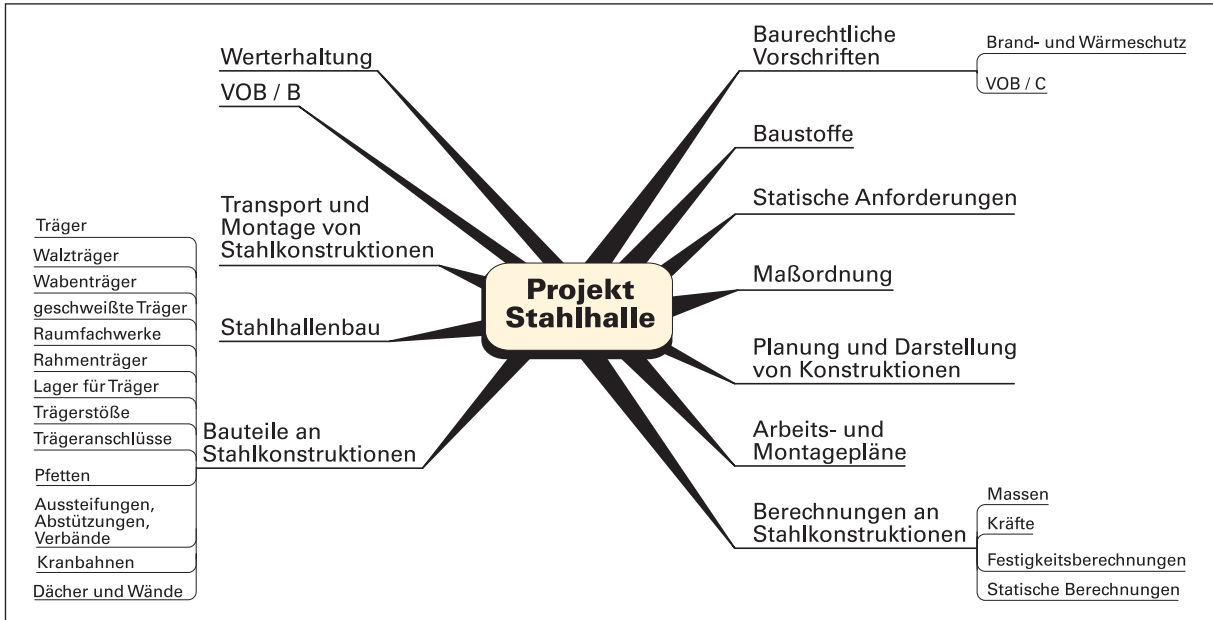 Projekt
Stahlhalle
Werterhaltung
VOB / B
Transport und
Montage von
Stahlkonstruktionen
Stahlhallenbau
Bauteile an
Stahlkonstruktionen
Träger
Walzträger
Wabenträger
geschweißte Träger
Raumfachwerke
Rahmenträger
Lager für Träger
Trägerstöße
Trägeranschlüsse
Pfetten
Aussteifungen,
Abstützungen,
Verbände
Kranbahnen
Dächer und Wände
Baurechtliche
Vorschriften
Brand- und Wärmeschutz
VOB / C
Baustoffe
Statische Anforderungen
Maßordnung
Planung und Darstellung
von Konstruktionen
Arbeits- und
Montagepläne
Berechnungen an
Stahlkonstruktionen
Massen
Kräfte
Festigkeitsberechnungen
Statische Berechnungen